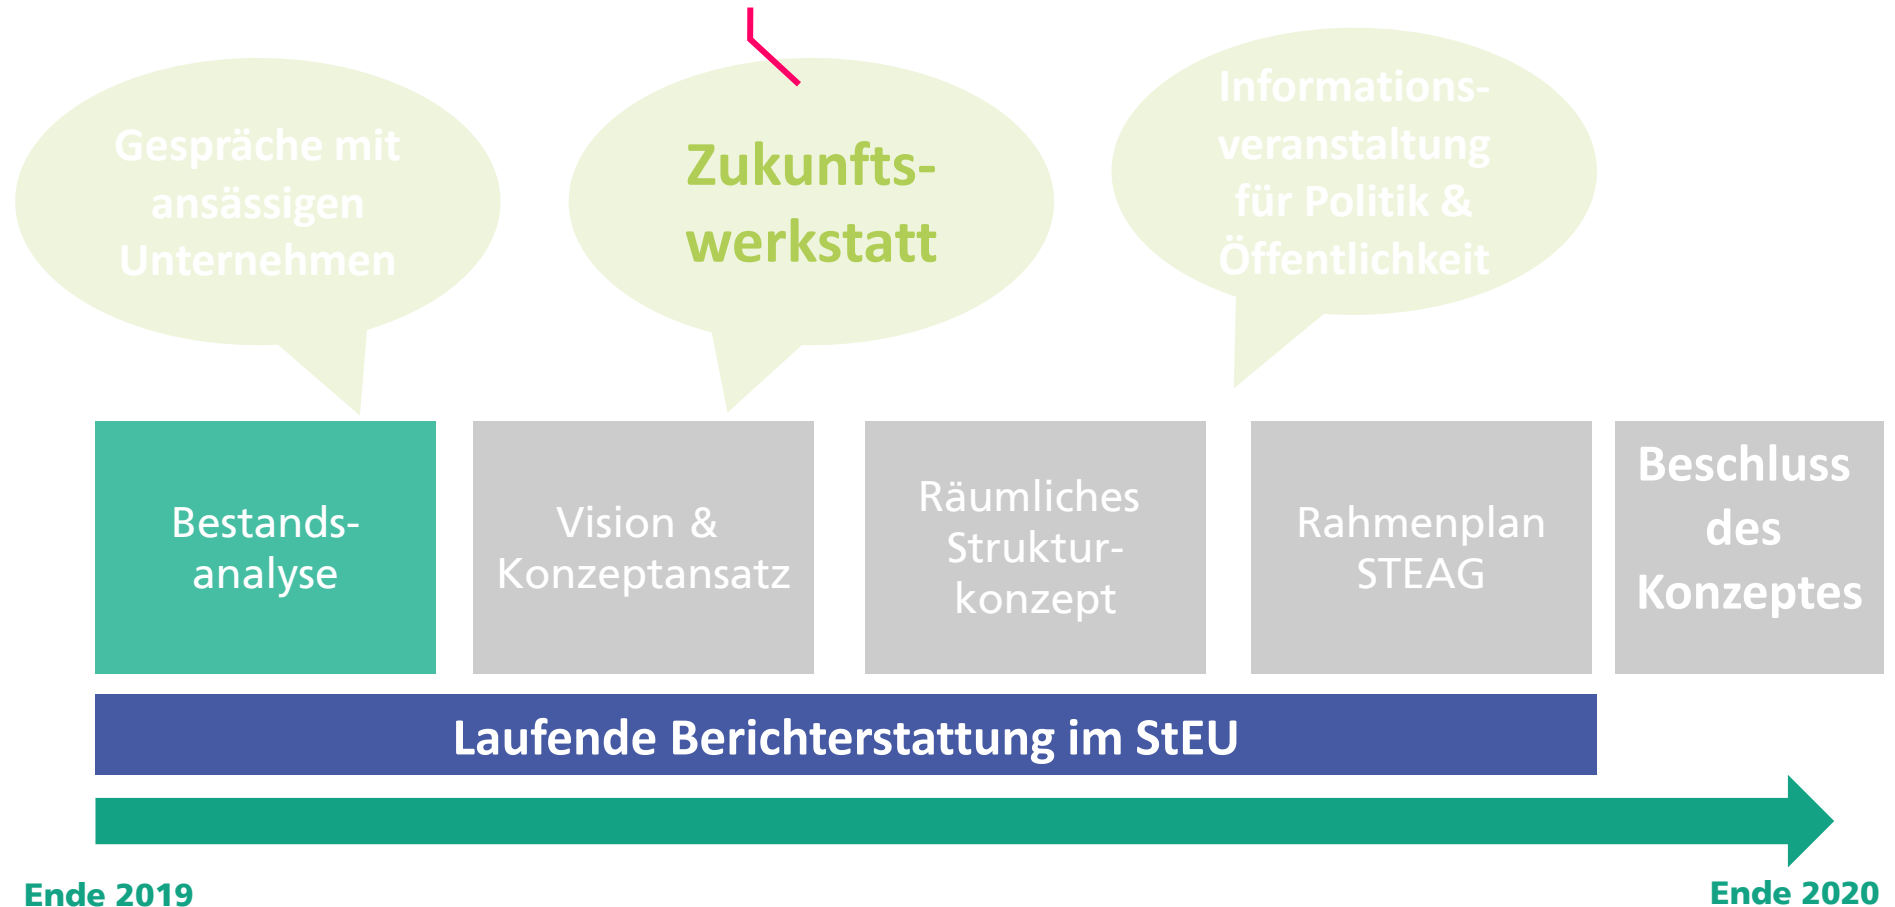 Gespräche mit
ansässigen
Unternehmen
Zukunfts-
werkstatt
Informations-
veranstaltung
für Politik &
Öffentlichkeit
Bestands-
analyse
Vision &
Konzeptansatz
Räumliches
Struktur-
konzept
Rahmenplan
STEAG
Beschluss
des
Konzeptes
Laufende Berichterstattung im StEU
Ende 2019
Ende 2020